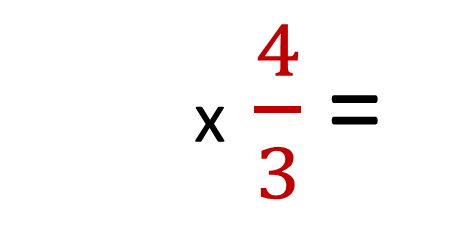 x 4/3 =